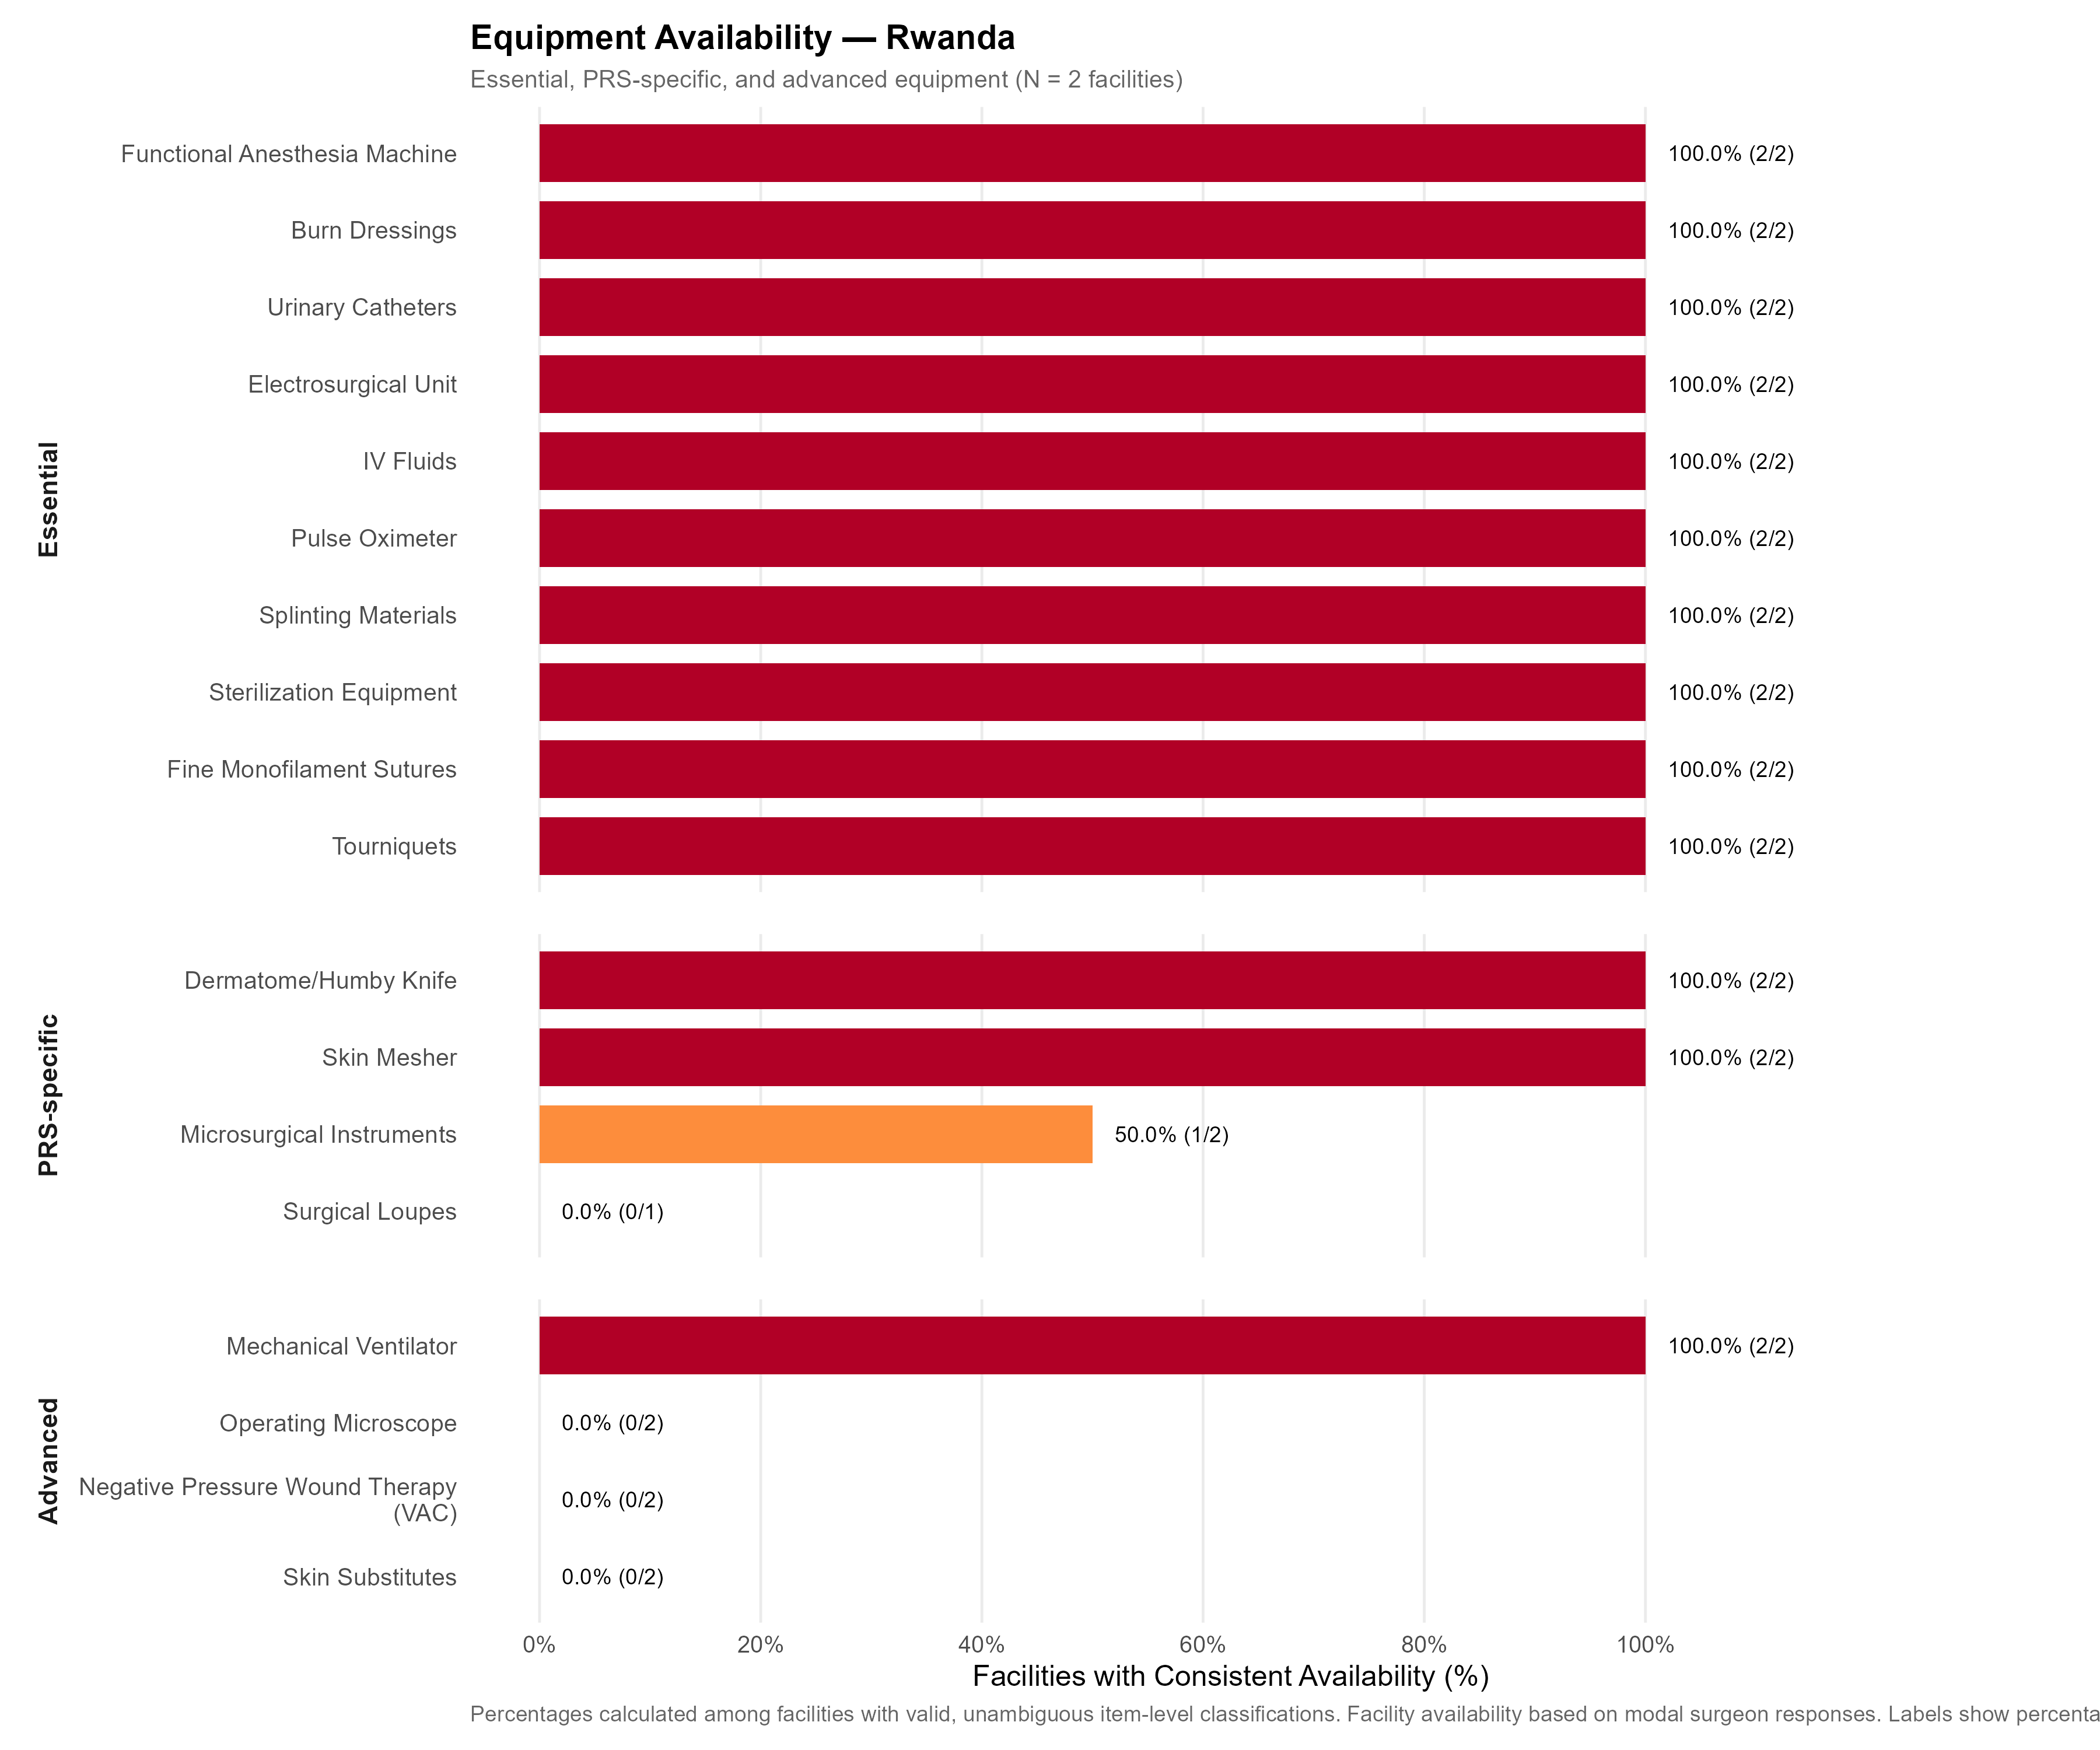 Equipment Availability — Rwanda
Essential, PRS-specific, and advanced equipment (N = 2 facilities)
Essential
Functional Anesthesia Machine 100.0% (2/2)
Burn Dressings 100.0% (2/2)
Urinary Catheters 100.0% (2/2)
Electrosurgical Unit 100.0% (2/2)
IV Fluids 100.0% (2/2)
Pulse Oximeter 100.0% (2/2)
Splinting Materials 100.0% (2/2)
Sterilization Equipment 100.0% (2/2)
Fine Monofilament Sutures 100.0% (2/2)
Tourniquets 100.0% (2/2)
PRS-specific
Dermatome/Humby Knife 100.0% (2/2)
Skin Mesher 100.0% (2/2)
Microsurgical Instruments 50.0% (1/2)
Surgical Loupes 0.0% (0/1)
Advanced
Mechanical Ventilator 100.0% (2/2)
Operating Microscope 0.0% (0/2)
Negative Pressure Wound Therapy
(VAC) 0.0% (0/2)
Skin Substitutes 0.0% (0/2)
0% 20% 40% 60% 80% 100%
Facilities with Consistent Availability (%)
Percentages calculated among facilities with valid, unambiguous item-level classifications. Facility availability based on modal surgeon responses. Labels show